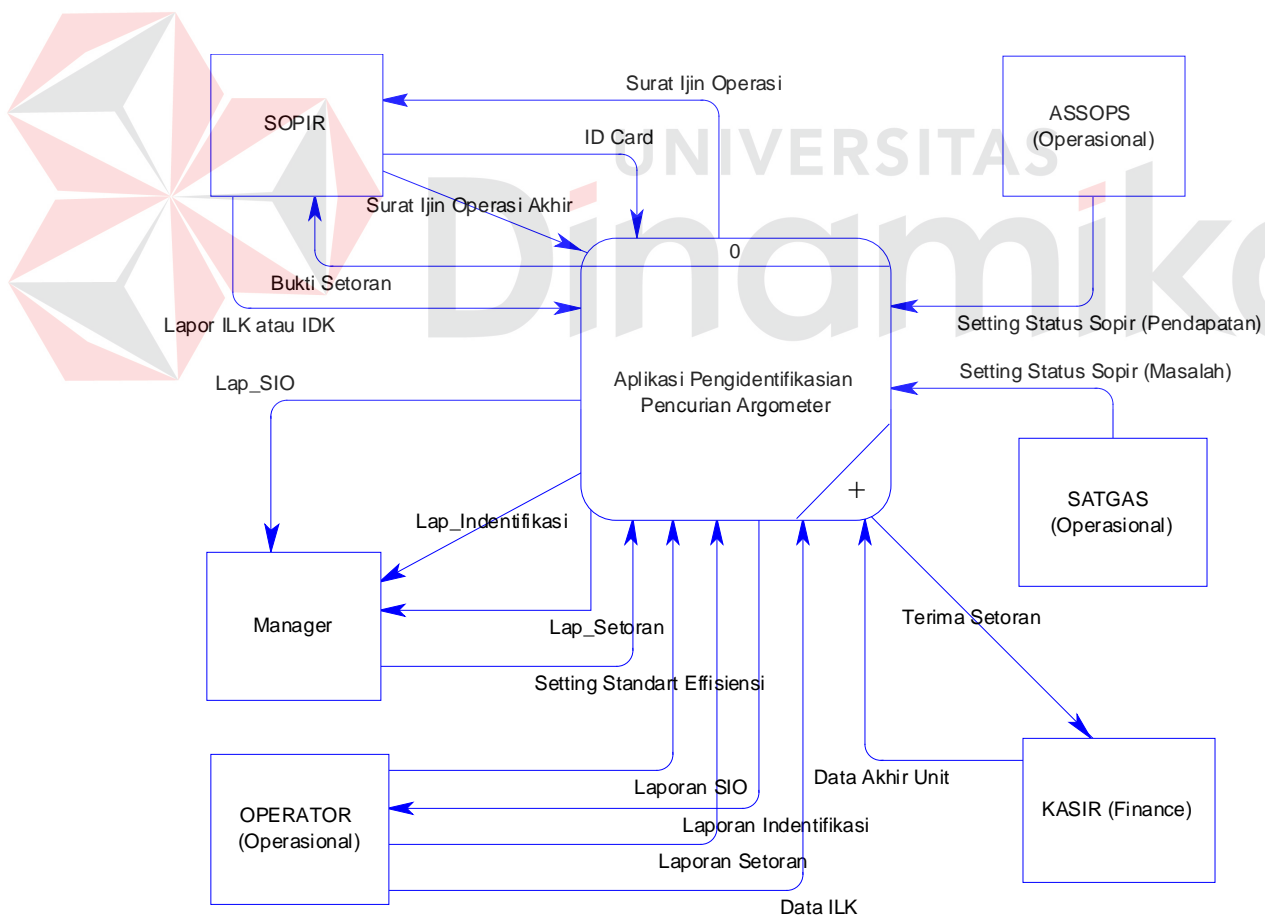 Surat Ijin Operasi
SOPIR
ID Card
UNIVERSITAS
Dinamika
ASSOPS
(Operasional)
Surat Ijin Operasi Akhir
0
Bukti Setoran
Lapor ILK atau IDK
Setting Status Sopir (Pendapatan)
Setting Status Sopir (Masalah)
Lap_SIO
Aplikasi Pengidentifikasian
Pencurian Argometer
+
SATGAS
(Operasional)
Lap_Indentifikasi
Manager
Lap_Setoran
Terima Setoran
Setting Standart Effisiensi
OPERATOR
(Operasional)
Laporan SIO
Data Akhir Unit
KASIR (Finance)
Laporan Indentifikasi
Laporan Setoran
Data ILK